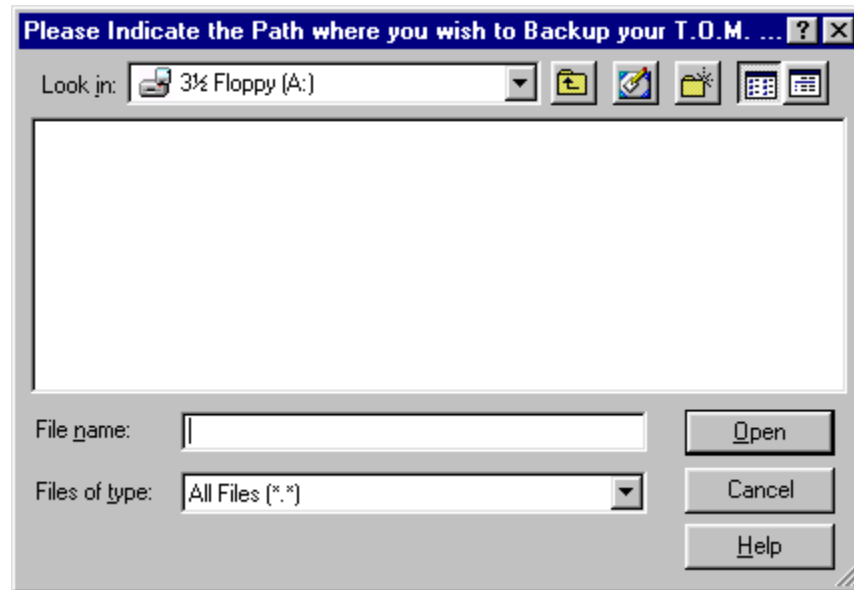 Please Indicate the Path where you wish to Backup your T.O.M. ...
Look in: 3½ Floppy (A:)
File name:
Open
Files of type: All Files (*.*)
Cancel
Help